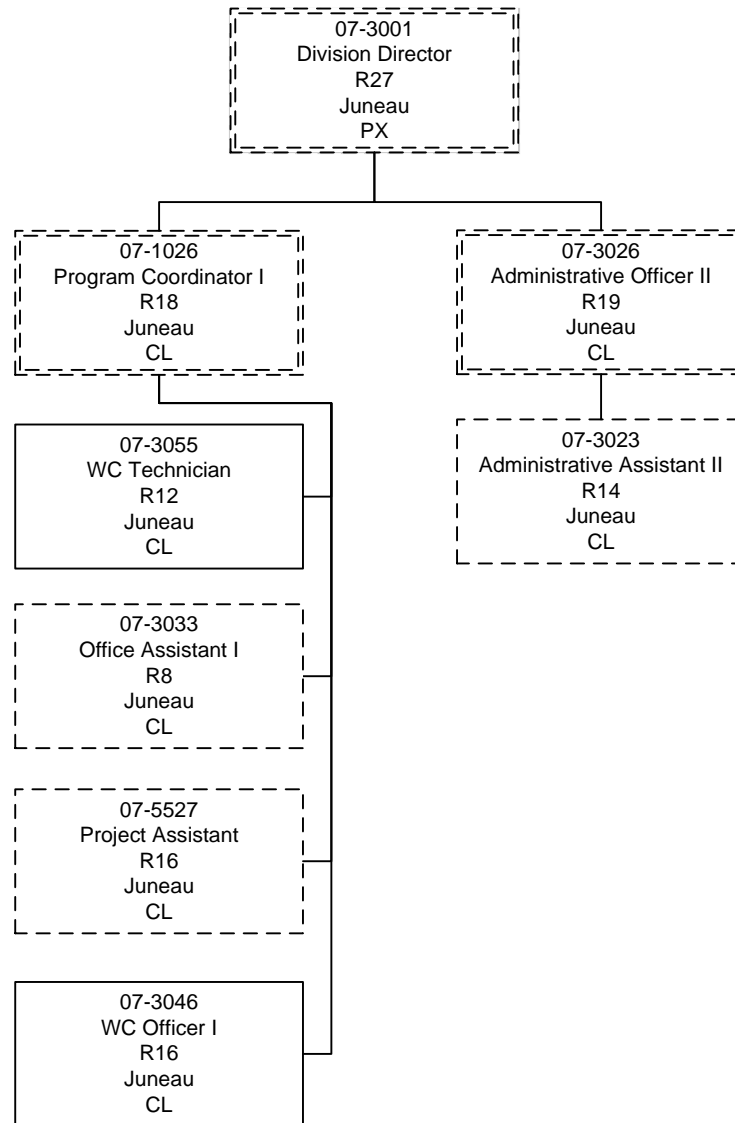 07-3001
Division Director
R27
Juneau
PX
07-1026
Program Coordinator I
R18
Juneau
CL
07-3026
Administrative Officer II
R19
Juneau
CL
07-3055
WC Technician
R12
Juneau
CL
07-3023
Administrative Assistant II
R14
Juneau
CL
07-3033
Office Assistant I
R8
Juneau
CL
07-5527
Project Assistant
R16
Juneau
CL
07-3046
WC Officer I
R16
Juneau
CL